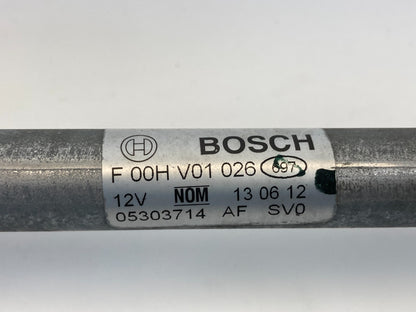 BOSCH
F 00H V01 026 697
12V NOM 13 06 12
05303714 AF SV0